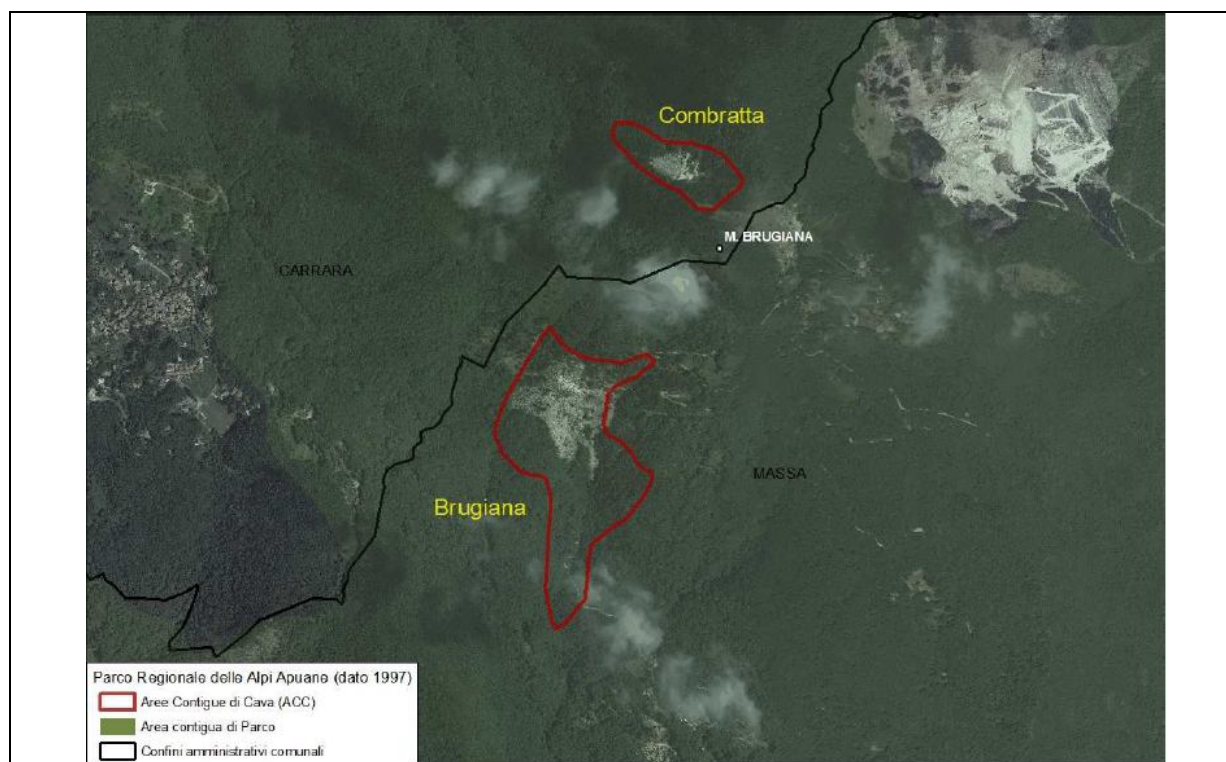 Combratta
M. BRUGIANA
CARRARA
MASSA
Brugiana
Parco Regionale delle Alpi Apuane (dato 1997)
Aree Contigue di Cava (ACC)
Area contigua di Parco
Confini amministrativi comunali